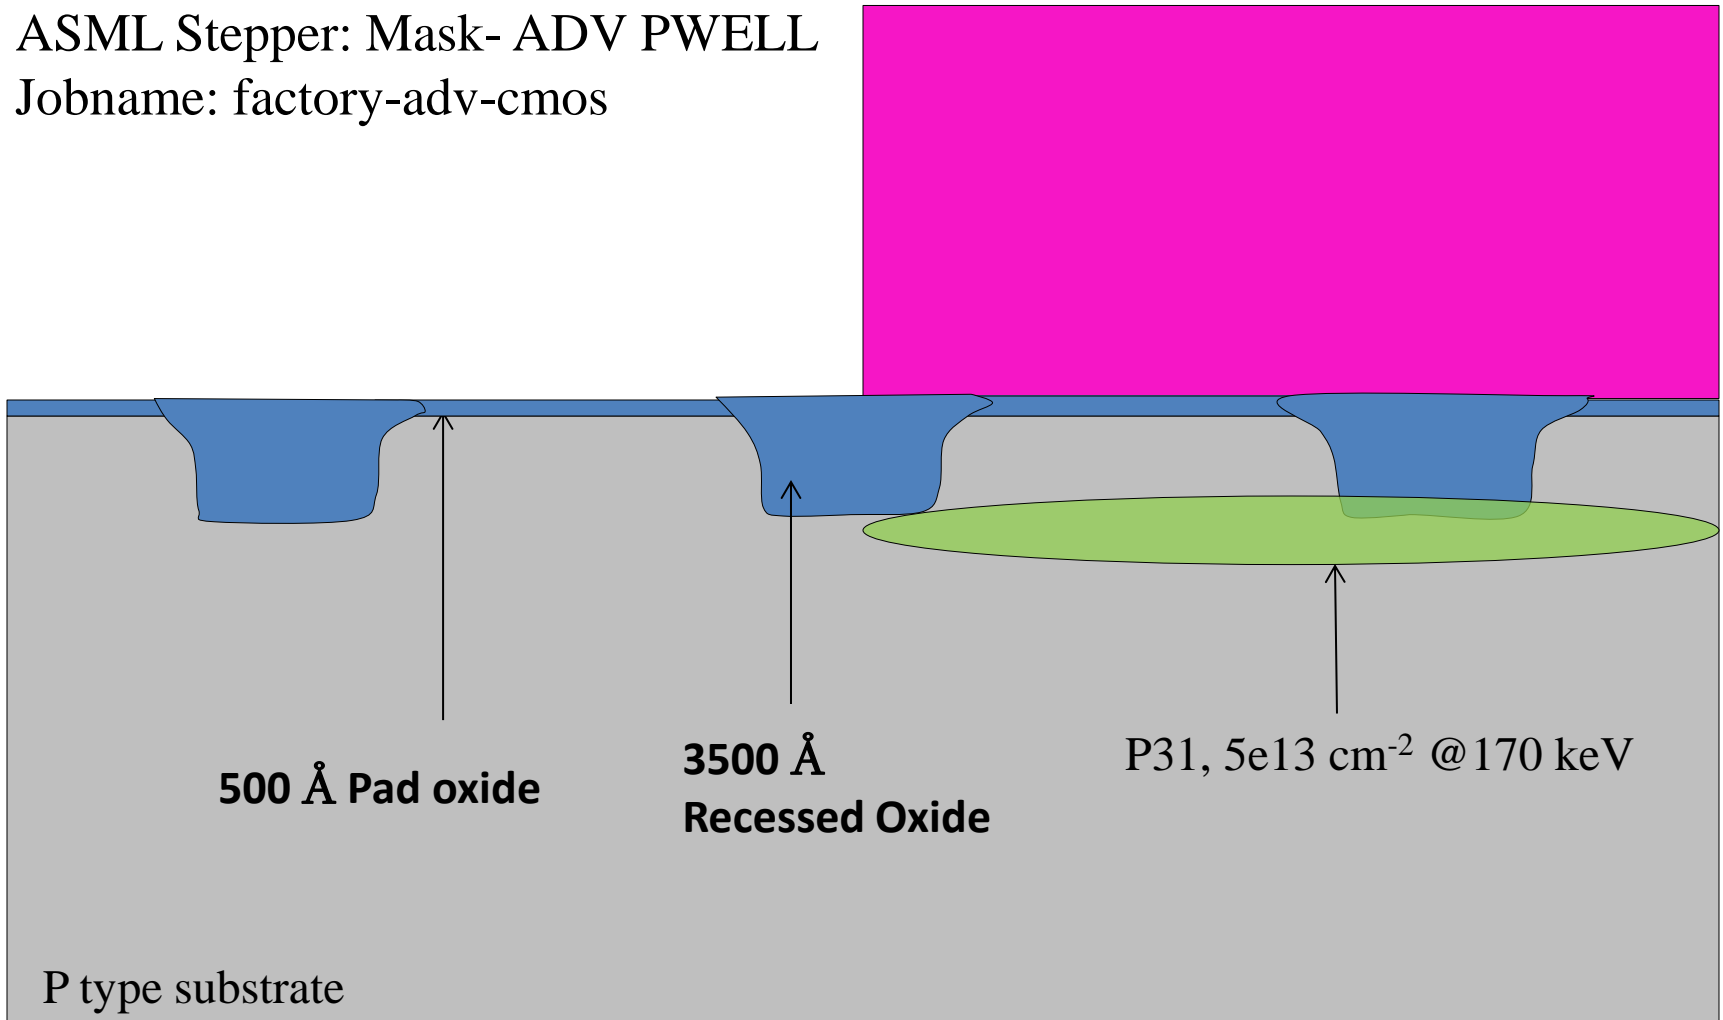 ASML Stepper: Mask- ADV PWELL
Jobname: factory-adv-cmos
500 Å Pad oxide
3500 Å
Recessed Oxide
P31, 5e13 cm⁻² @170 keV
P type substrate